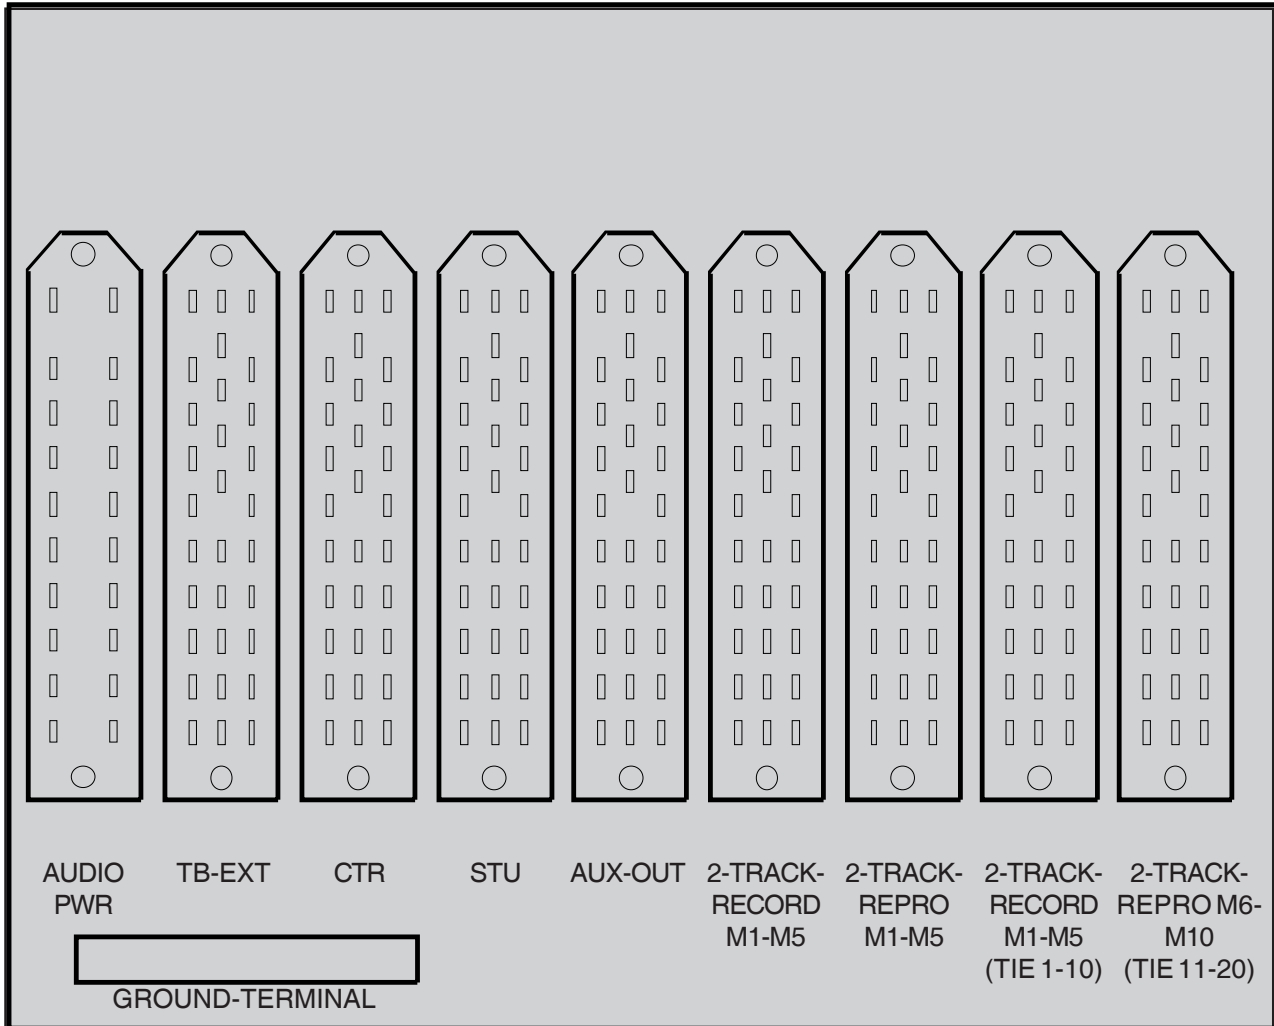 AUDIO
PWR
TB-EXT
CTR
STU
AUX-OUT
2-TRACK-
RECORD
M1-M5
2-TRACK-
REPRO
M1-M5
2-TRACK-
RECORD
M1-M5
(TIE 1-10)
2-TRACK-
REPRO M6-
M10
(TIE 11-20)
GROUND-TERMINAL